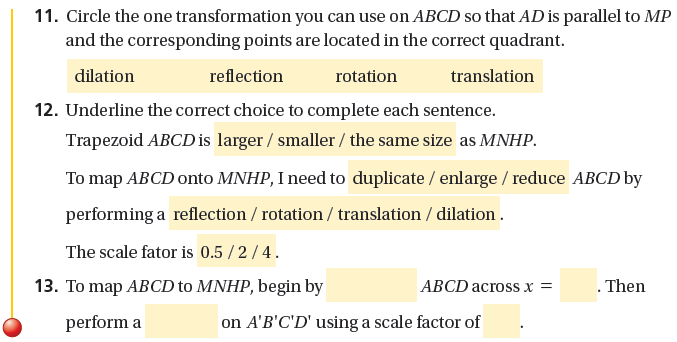 11. Circle the one transformation you can use on ABCD so that AD is parallel to MP
and the corresponding points are located in the correct quadrant.
dilation reflection rotation translation
12. Underline the correct choice to complete each sentence.
Trapezoid ABCD is larger / smaller / the same size as MNHP.
To map ABCD onto MNHP, I need to duplicate / enlarge / reduce ABCD by
performing a reflection / rotation / translation / dilation.
The scale fator is 0.5 / 2 / 4.
13. To map ABCD to MNHP, begin by ABCD across x = . Then
perform a on A'B'C'D' using a scale factor of .